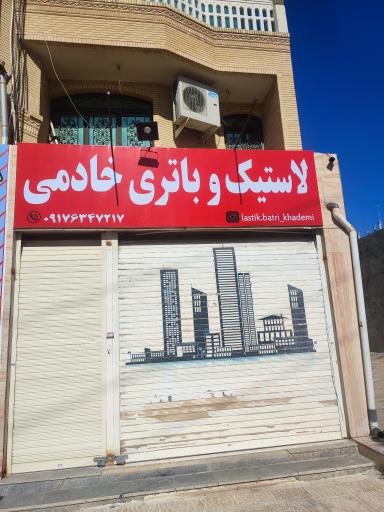 لاستیک و باتری خادمی
۰۹۱۷۶۳۴۷۲۱۷
lastik.batri_khademi